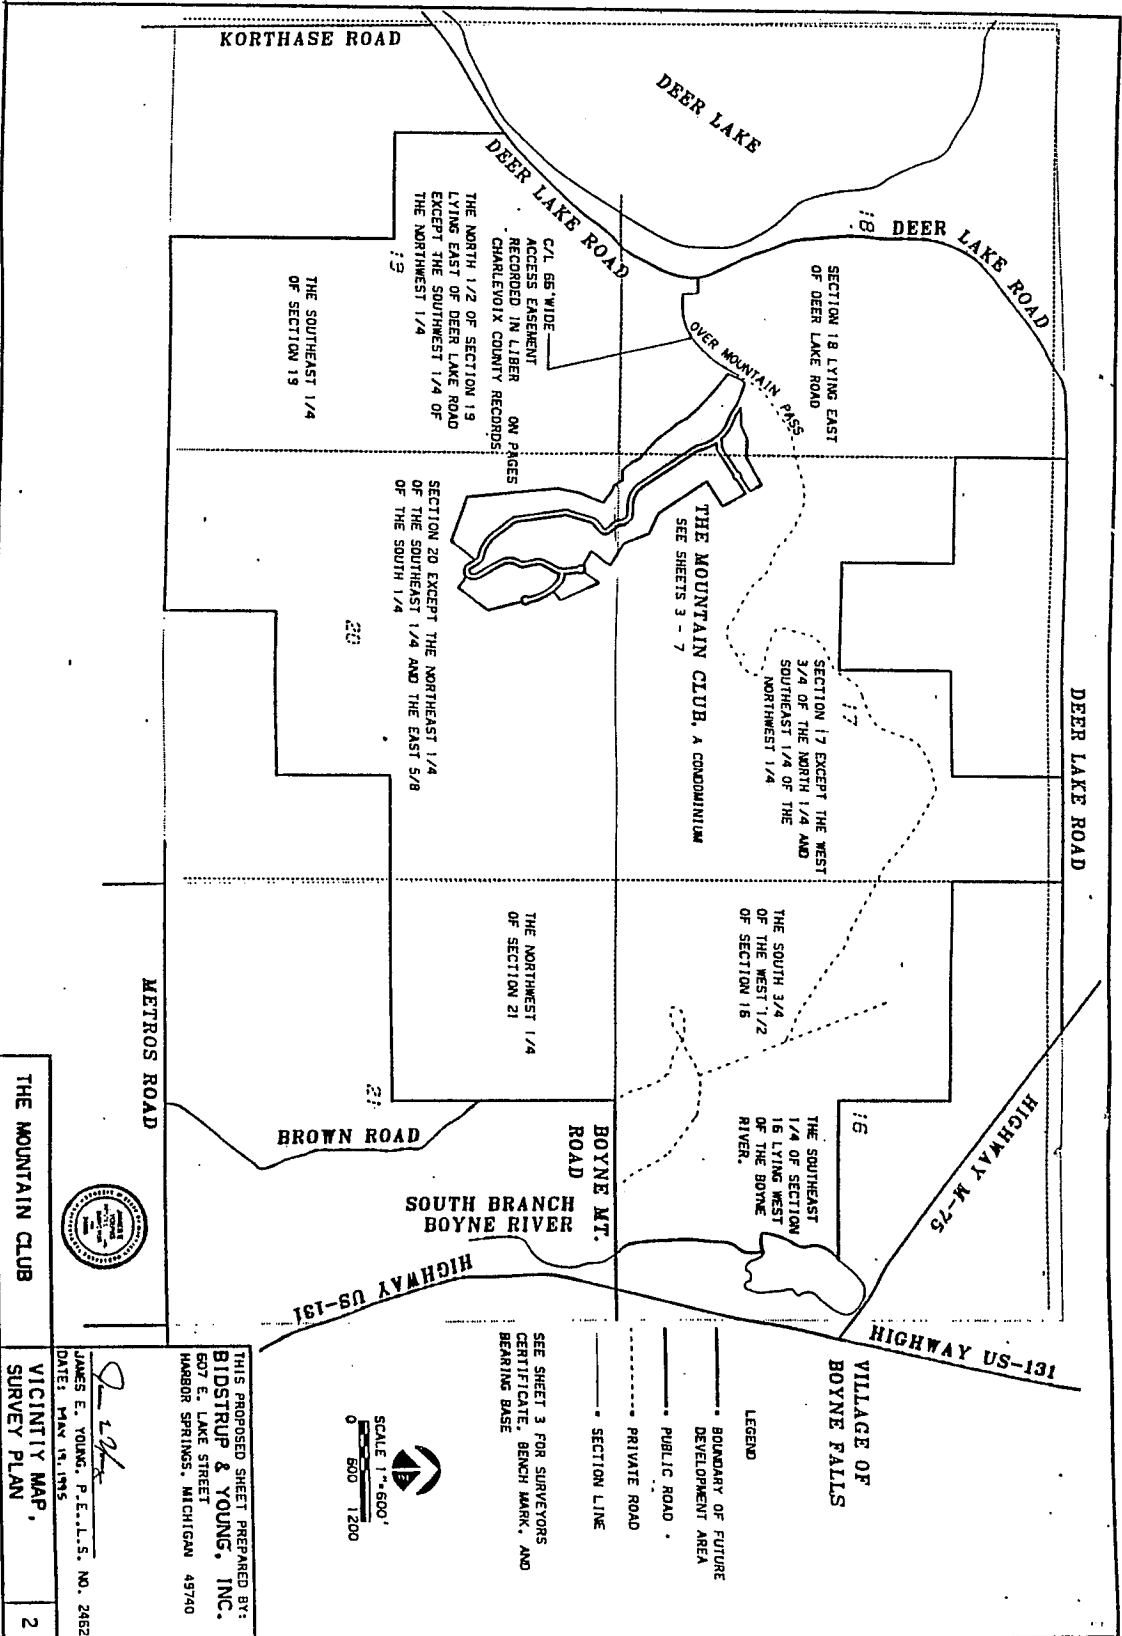 KORTHASE ROAD
DEER LAKE
DEER LAKE ROAD
DEER LAKE ROAD
DEER LAKE ROAD
18
SECTION 18 LYING EAST
OF DEER LAKE ROAD
OVER MOUNTAIN PASS
C/L 66' WIDE
ACCESS EASEMENT
RECORDED IN LIBER ON PAGES
CHARLEVOIX COUNTY RECORDS
THE NORTH 1/2 OF SECTION 19
LYING EAST OF DEER LAKE ROAD
EXCEPT THE SOUTHWEST 1/4 OF
THE NORTHWEST 1/4
19
THE SOUTHEAST 1/4
OF SECTION 19
THE MOUNTAIN CLUB, A CONDOMINIUM
SEE SHEETS 3 - 7
SECTION 17 EXCEPT THE WEST
3/4 OF THE NORTH 1/4 AND
SOUTHEAST 1/4 OF THE
NORTHWEST 1/4
17
SECTION 20 EXCEPT THE NORTHEAST 1/4
OF THE SOUTHEAST 1/4 AND THE EAST 5/8
OF THE SOUTH 1/4
20
THE SOUTH 3/4
OF THE WEST 1/2
OF SECTION 16
THE NORTHWEST 1/4
OF SECTION 21
21
16
THE SOUTHEAST
1/4 OF SECTION
16 LYING WEST
OF THE BOYNE
RIVER.
METROS ROAD
BROWN ROAD
BOYNE MT.
ROAD
SOUTH BRANCH
BOYNE RIVER
HIGHWAY US-131
HIGHWAY M-75
HIGHWAY US-131
VILLAGE OF
BOYNE FALLS
LEGEND
BOUNDARY OF FUTURE
DEVELOPMENT AREA
PUBLIC ROAD
PRIVATE ROAD
SECTION LINE
SEE SHEET 3 FOR SURVEYORS
CERTIFICATE, BENCH MARK, AND
BEARING BASE
SCALE 1"=600'
0 600 1200
THIS PROPOSED SHEET PREPARED BY:
BIDSTRUP & YOUNG, INC.
607 E. LAKE STREET
HARBOR SPRINGS, MICHIGAN 49740
JAMES E. YOUNG, P.E., L.S. NO. 2462
DATE: MAY 19, 1995
THE MOUNTAIN CLUB
VICINTIY MAP,
SURVEY PLAN
2